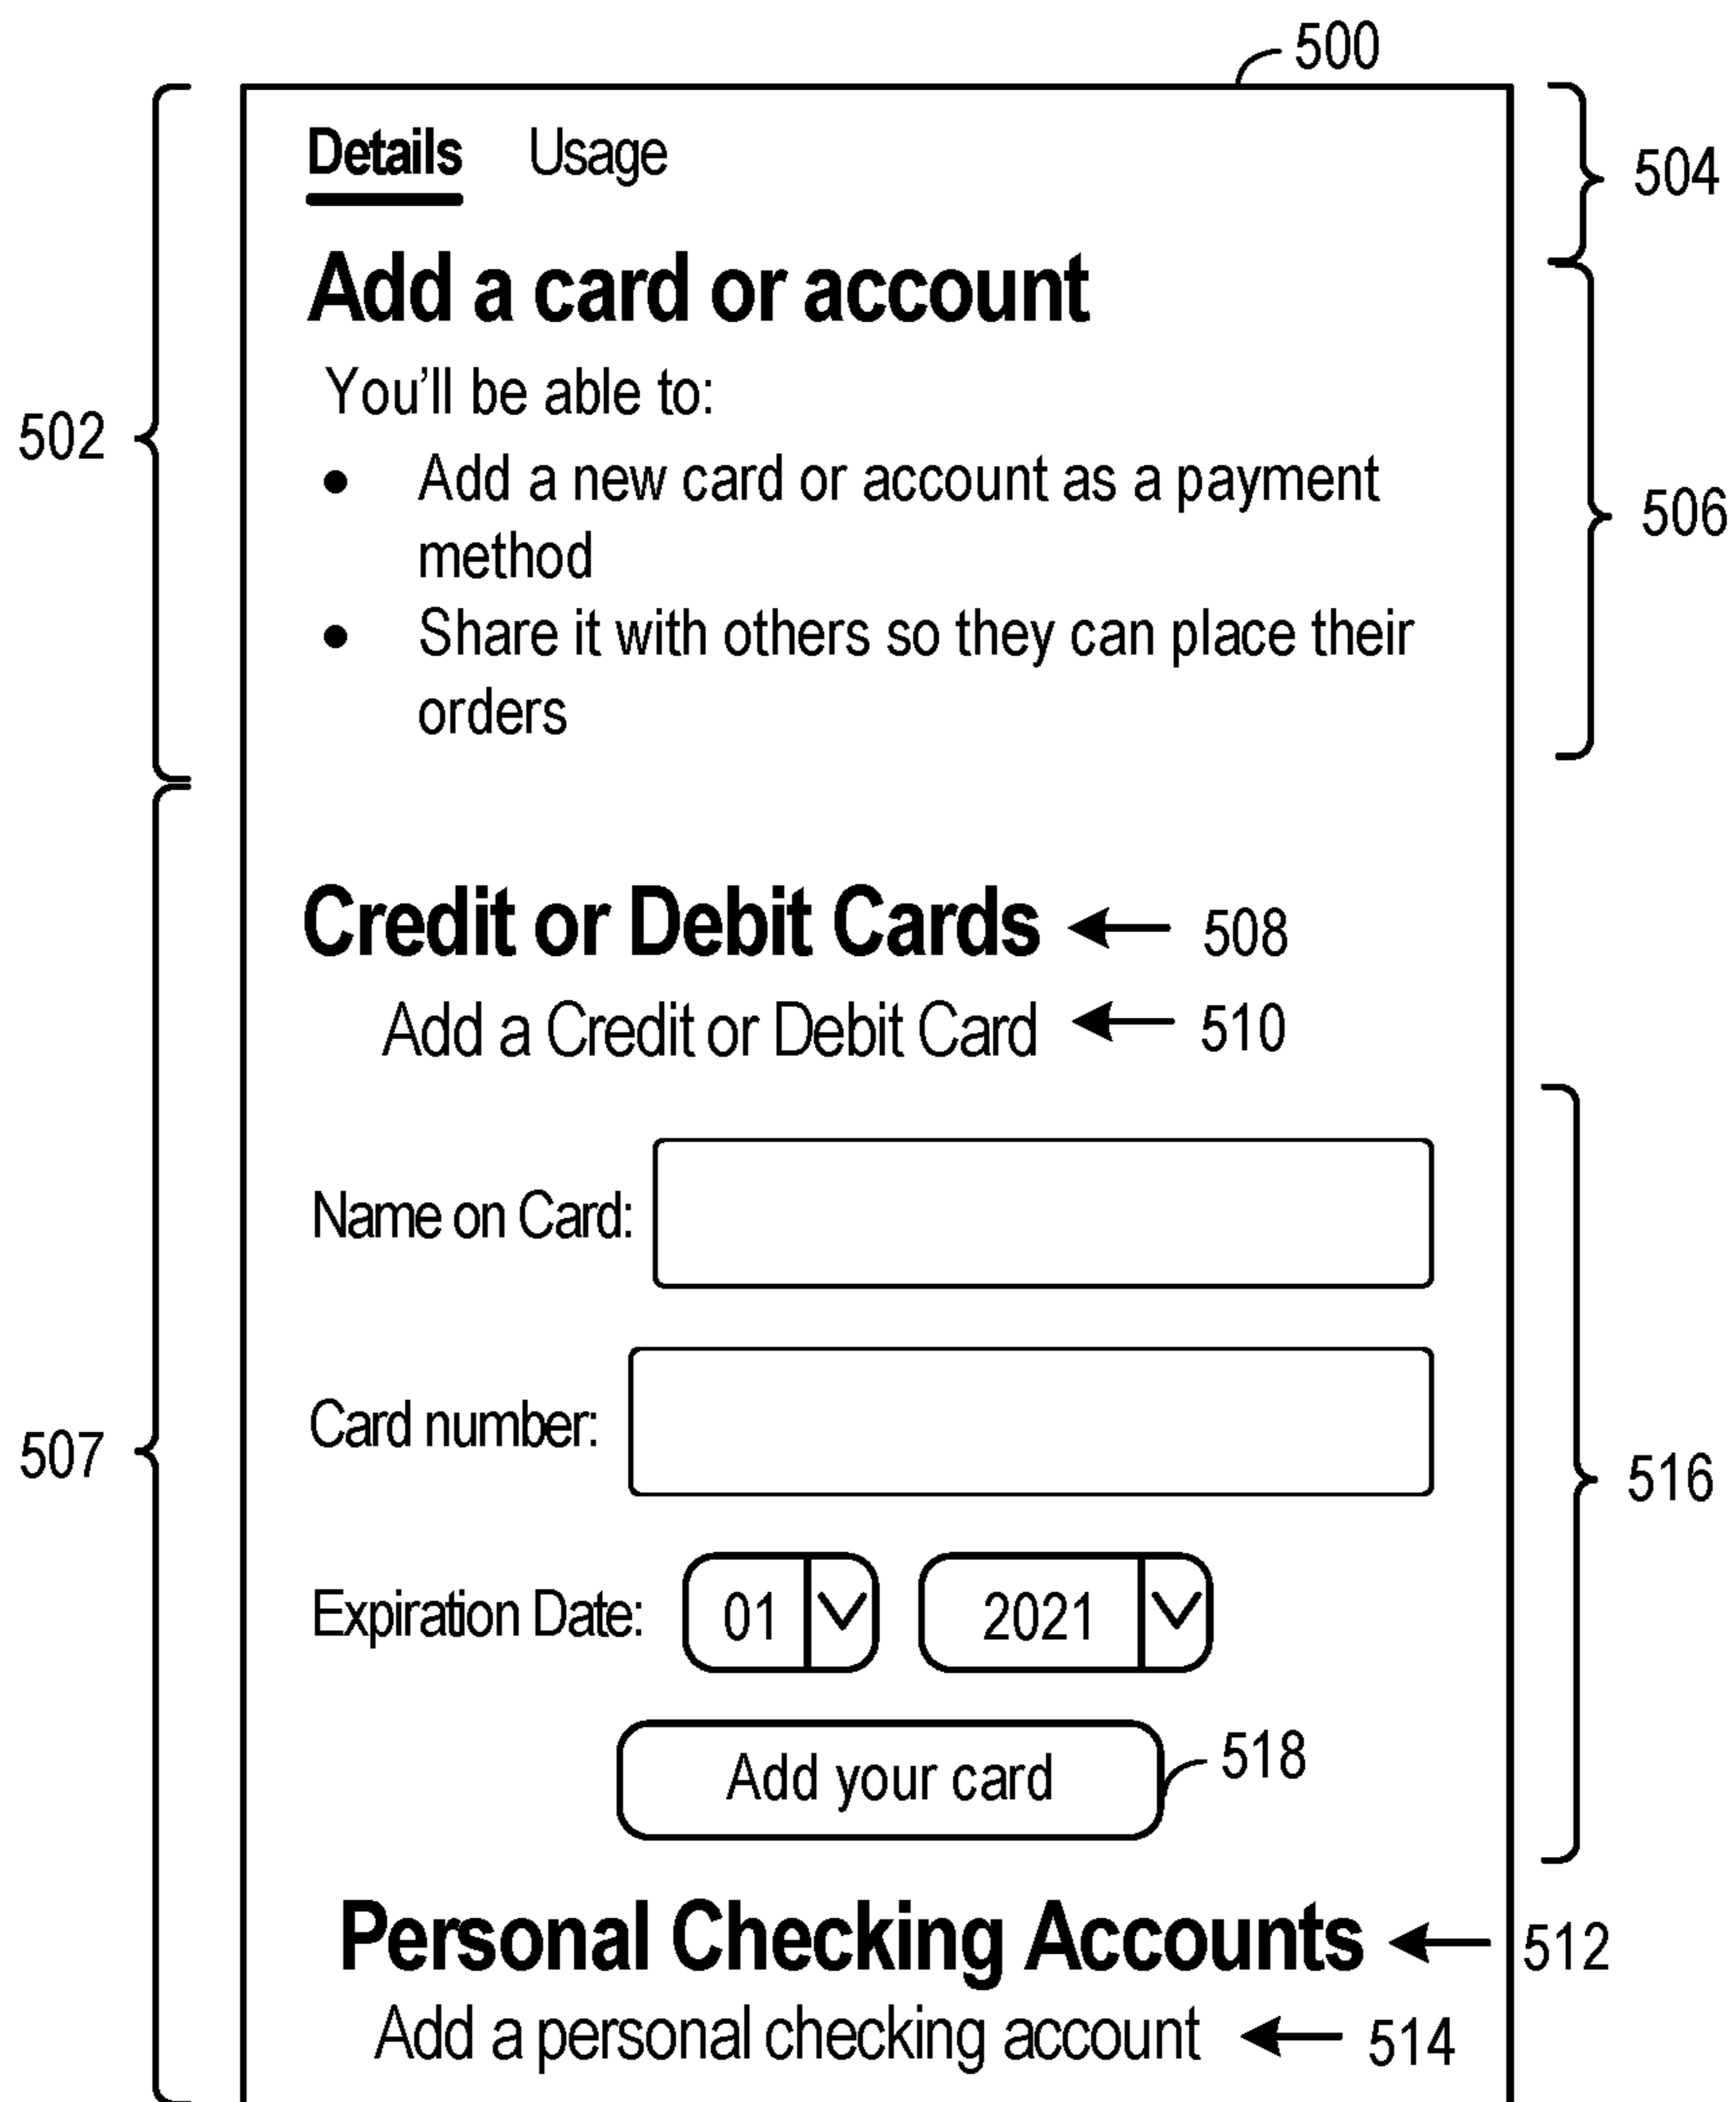 500
Details Usage
504
Add a card or account
You'll be able to:
502
• Add a new card or account as a payment
method
506
• Share it with others so they can place their
orders
Credit or Debit Cards 508
Add a Credit or Debit Card 510
Name on Card:
Card number:
507
516
Expiration Date: 01 2021
Add your card 518
Personal Checking Accounts 512
Add a personal checking account 514